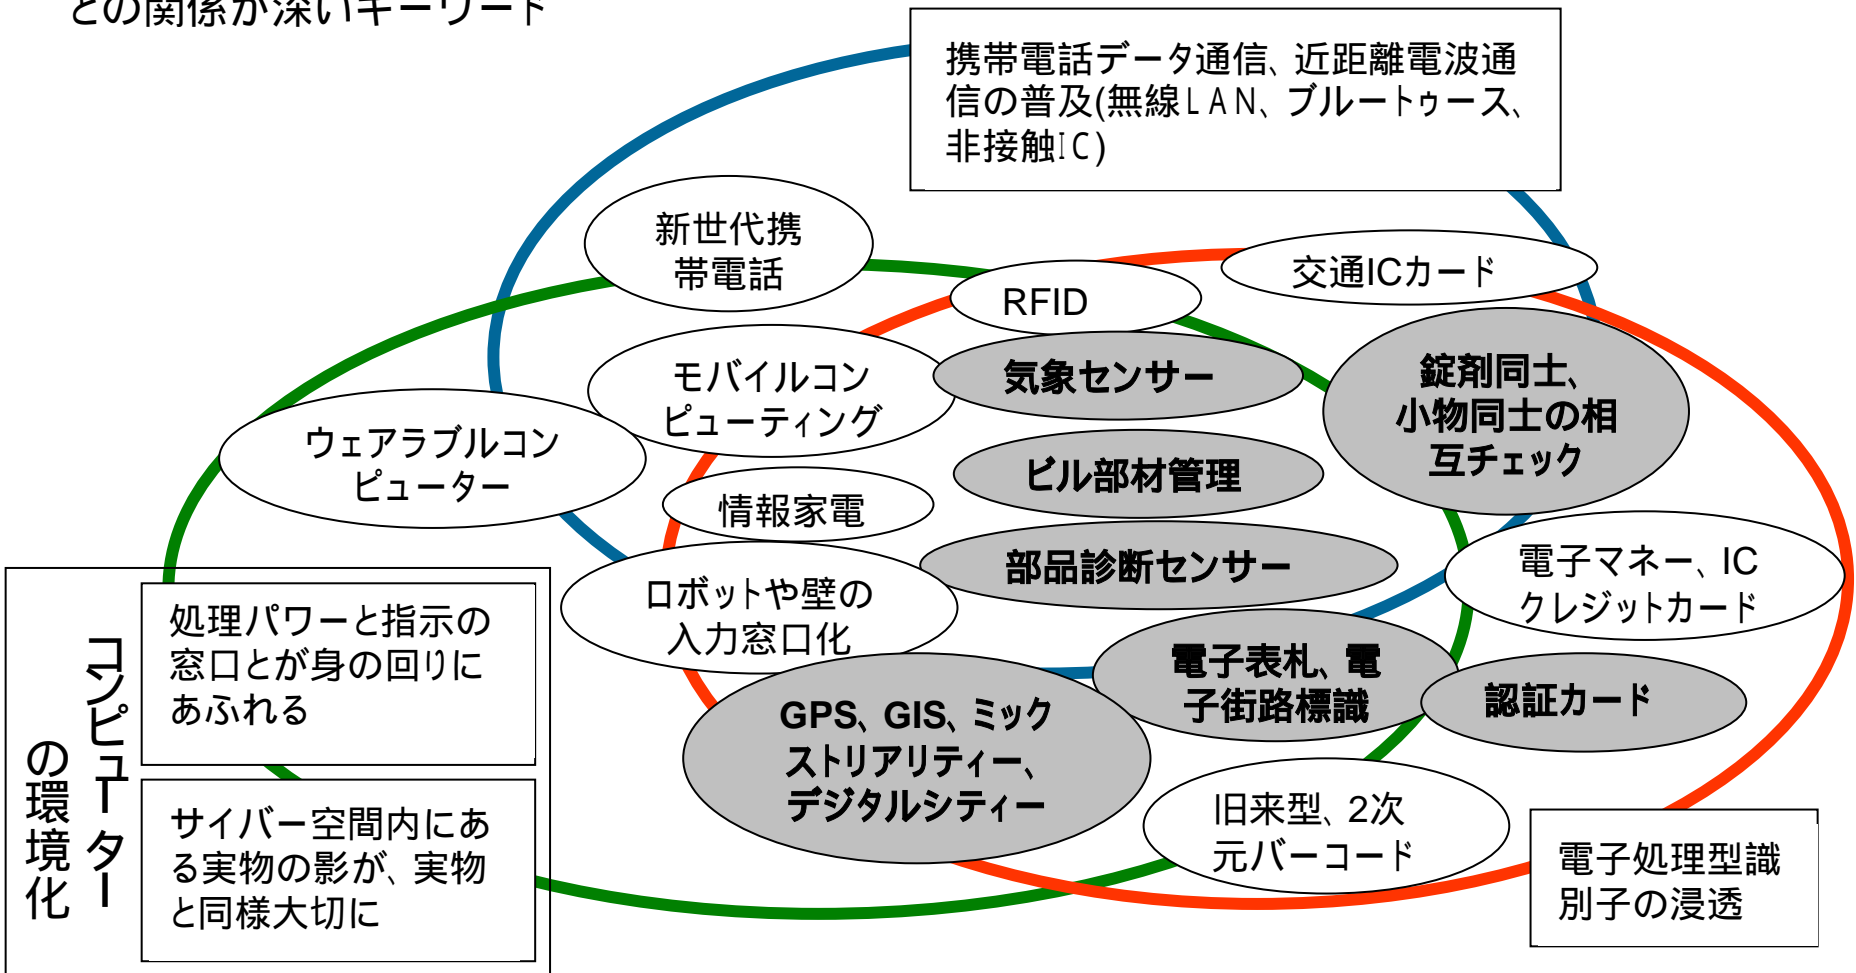 との関係が深いキーワード
携帯電話データ通信、近距離電波通
信の普及(無線LAN、ブルートゥース、
非接触IC)
新世代携
帯電話
交通ICカード
RFID
モバイルコン
ピューティング
気象センサー
錠剤同士、
小物同士の相
互チェック
ウェアラブルコン
ピューター
ビル部材管理
情報家電
部品診断センサー
電子マネー、IC
クレジットカード
ロボットや壁の
入力窓口化
電子表札、電
子街路標識
認証カード
GPS、GIS、ミック
ストリアリティー、
デジタルシティー
旧来型、2次
元バーコード
電子処理型識
別子の浸透
コンピューター
の環境化
処理パワーと指示の
窓口とが身の回りに
あふれる
サイバー空間内にあ
る実物の影が、実物
と同様大切に